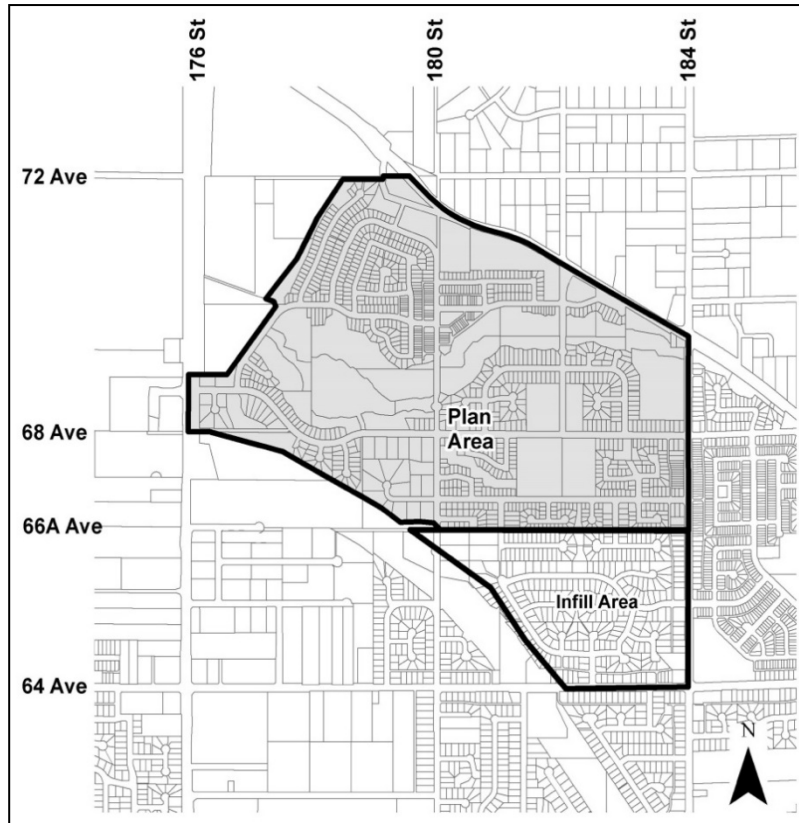 176 St
180 St
184 St
72 Ave
68 Ave
Plan
Area
66A Ave
Infill Area
64 Ave
N